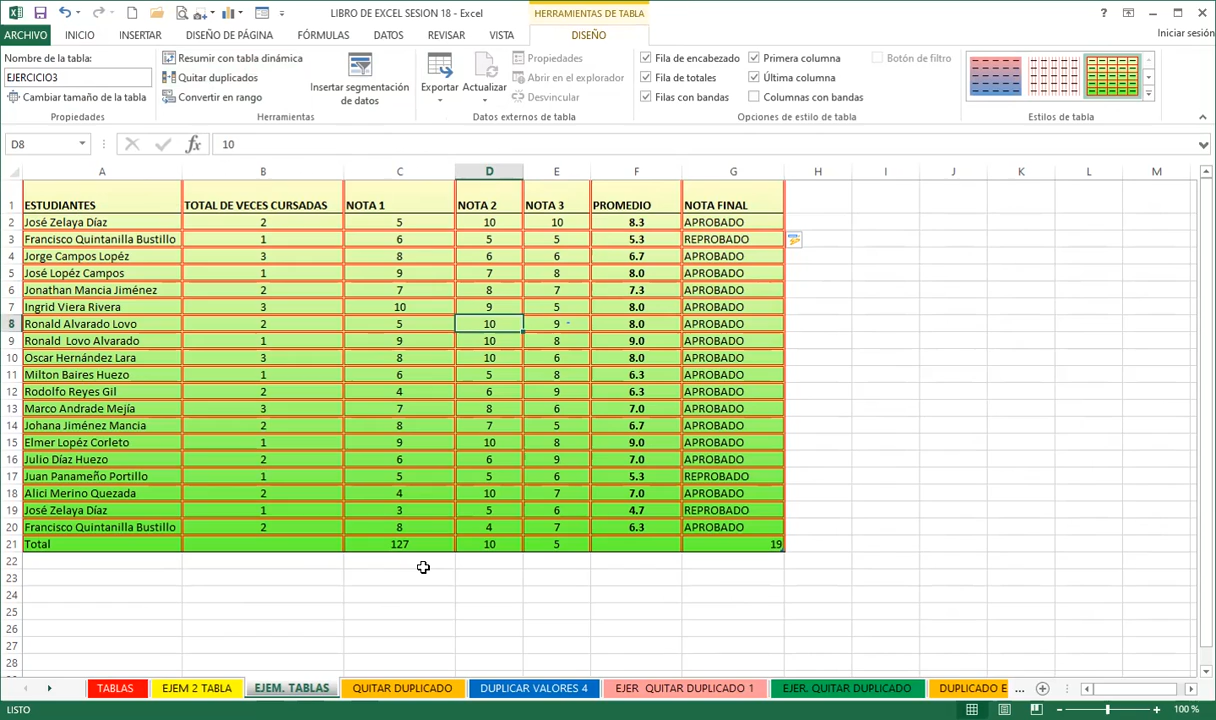 LIBRO DE EXCEL SESION 18 - Excel
HERRAMIENTAS DE TABLA
?
ARCHIVO INICIO INSERTAR DISEÑO DE PÁGINA FÓRMULAS DATOS REVISAR VISTA DISEÑO Iniciar sesión
Nombre de la tabla:
EJERCICIO3
Cambiar tamaño de la tabla
Propiedades
Resumir con tabla dinámica
Quitar duplicados
Convertir en rango
Insertar segmentación
de datos
Herramientas
Exportar Actualizar
Propiedades
Abrir en el explorador
Desvincular
Datos externos de tabla
Fila de encabezado Primera columna Botón de filtro
Fila de totales Última columna
Filas con bandas Columnas con bandas
Opciones de estilo de tabla
Estilos de tabla
D8 fx 10
A B C D E F G H I J K L M
1 ESTUDIANTES TOTAL DE VECES CURSADAS NOTA 1 NOTA 2 NOTA 3 PROMEDIO NOTA FINAL
2 José Zelaya Díaz 2 5 10 10 8.3 APROBADO
3 Francisco Quintanilla Bustillo 1 6 5 5 5.3 REPROBADO
4 Jorge Campos Lopéz 3 8 6 6 6.7 APROBADO
5 José Lopéz Campos 1 9 7 8 8.0 APROBADO
6 Jonathan Mancia Jiménez 2 7 8 7 7.3 APROBADO
7 Ingrid Viera Rivera 3 10 9 5 8.0 APROBADO
8 Ronald Alvarado Lovo 2 5 10 9 8.0 APROBADO
9 Ronald  Lovo Alvarado 1 9 10 8 9.0 APROBADO
10 Oscar Hernández Lara 3 8 10 6 8.0 APROBADO
11 Milton Baires Huezo 1 6 5 8 6.3 APROBADO
12 Rodolfo Reyes Gil 2 4 6 9 6.3 APROBADO
13 Marco Andrade Mejía 3 7 8 6 7.0 APROBADO
14 Johana Jiménez Mancia 2 8 7 5 6.7 APROBADO
15 Elmer Lopéz Corleto 1 9 10 8 9.0 APROBADO
16 Julio Díaz Huezo 2 6 6 9 7.0 APROBADO
17 Juan Panameño Portillo 1 5 5 6 5.3 REPROBADO
18 Alici Merino Quezada 2 4 10 7 7.0 APROBADO
19 José Zelaya Díaz 1 3 5 6 4.7 REPROBADO
20 Francisco Quintanilla Bustillo 2 8 4 7 6.3 APROBADO
21 Total 127 10 5 19
22
23
24
25
26
27
28
TABLAS EJEM 2 TABLA EJEM. TABLAS QUITAR DUPLICADO DUPLICAR VALORES 4 EJER  QUITAR DUPLICADO 1 EJER. QUITAR DUPLICADO DUPLICADO E ...
LISTO 100 %